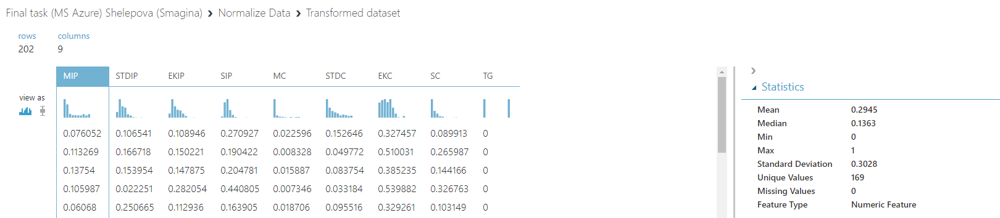 Final task (MS Azure) Shelepova (Smagina) › Normalize Data › Transformed dataset
rows columns
202 9
MIP STDIP EKIP SIP MC STDC EKC SC TG
view as
0.076052 0.106541 0.108946 0.270927 0.022596 0.152646 0.327457 0.089913 0
0.113269 0.166718 0.150221 0.190422 0.008328 0.049772 0.510031 0.265987 0
0.13754 0.153954 0.147875 0.204781 0.015887 0.083754 0.385235 0.144166 0
0.105987 0.022251 0.282054 0.440805 0.007346 0.033184 0.539882 0.326763 0
0.06068 0.250665 0.112936 0.163905 0.018706 0.095516 0.329261 0.103149 0
Statistics
Mean 0.2945
Median 0.1363
Min 0
Max 1
Standard Deviation 0.3028
Unique Values 169
Missing Values 0
Feature Type Numeric Feature